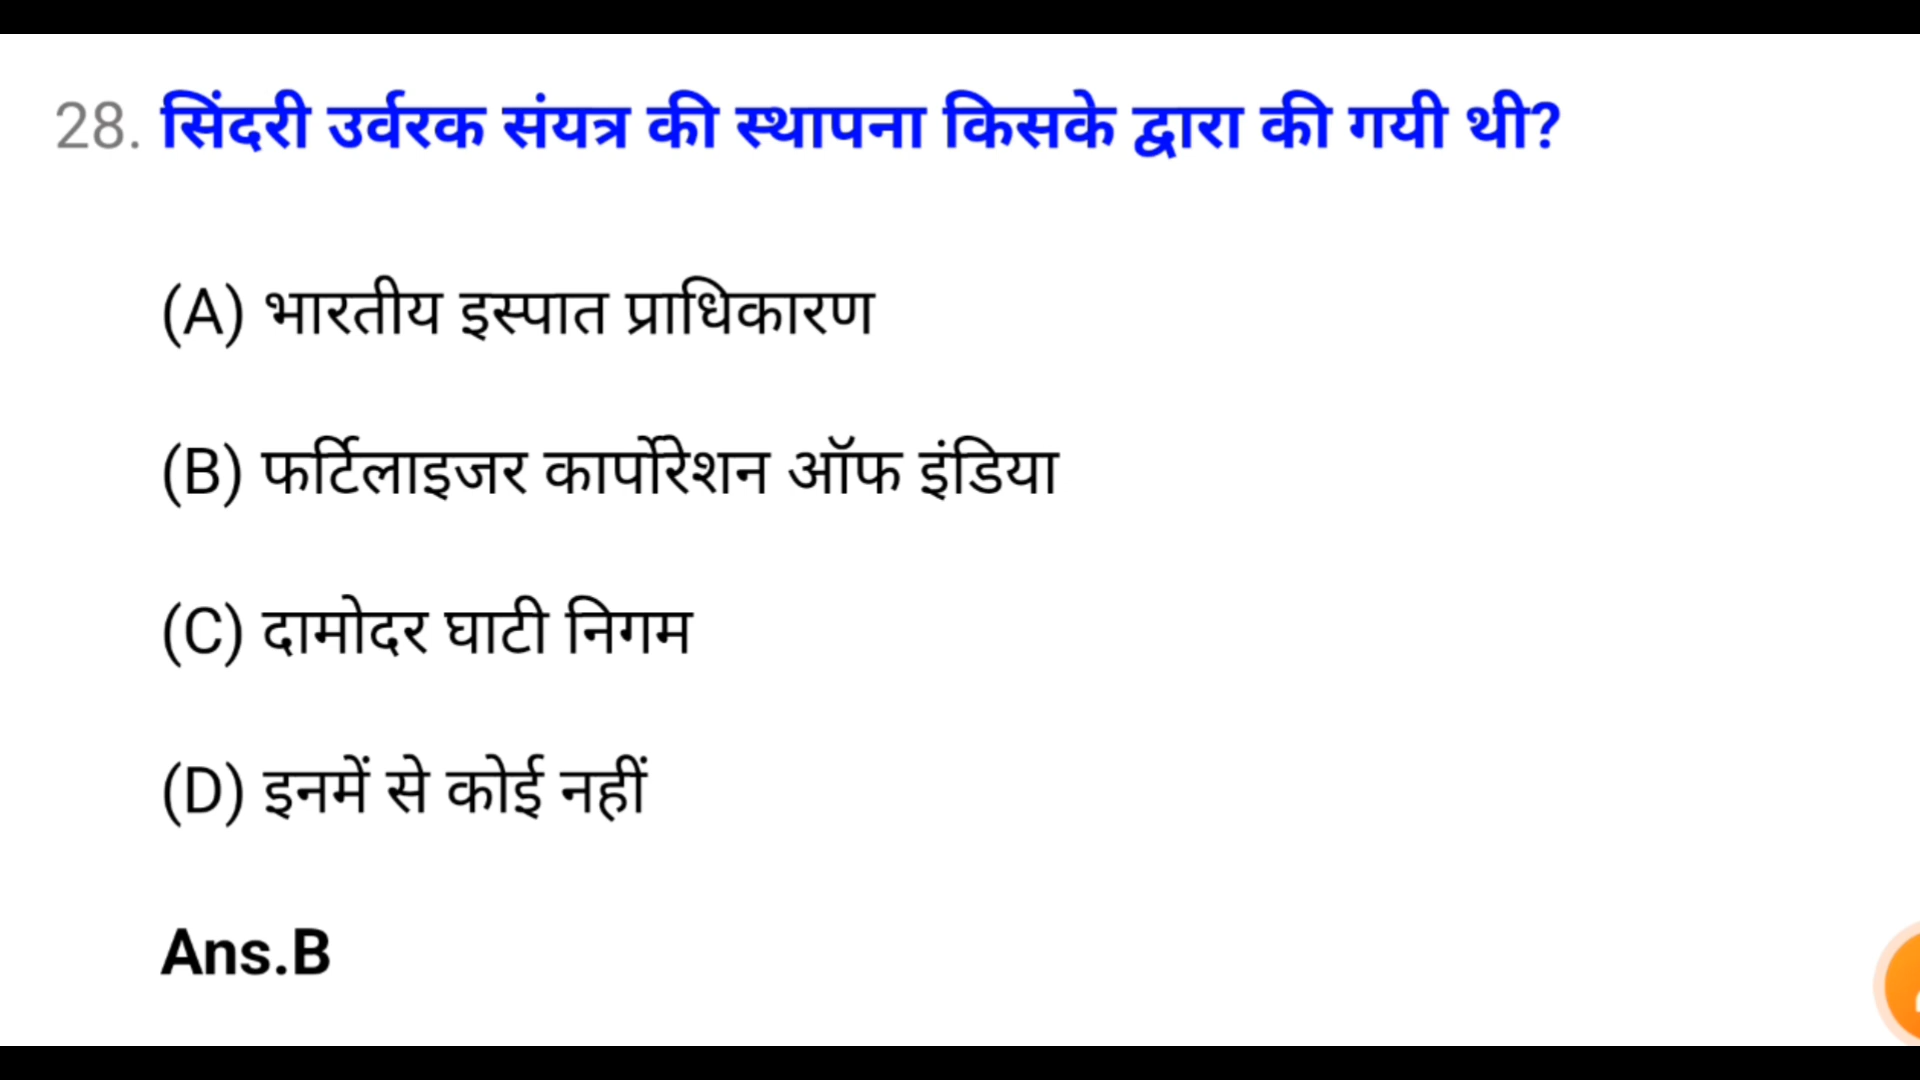 28. सिंदरी उर्वरक संयत्र की स्थापना किसके द्वारा की गयी थी?
(A) भारतीय इस्पात प्राधिकारण
(B) फर्टिलाइजर कार्पोरेशन ऑफ इंडिया
(C) दामोदर घाटी निगम
(D) इनमें से कोई नहीं
Ans.B